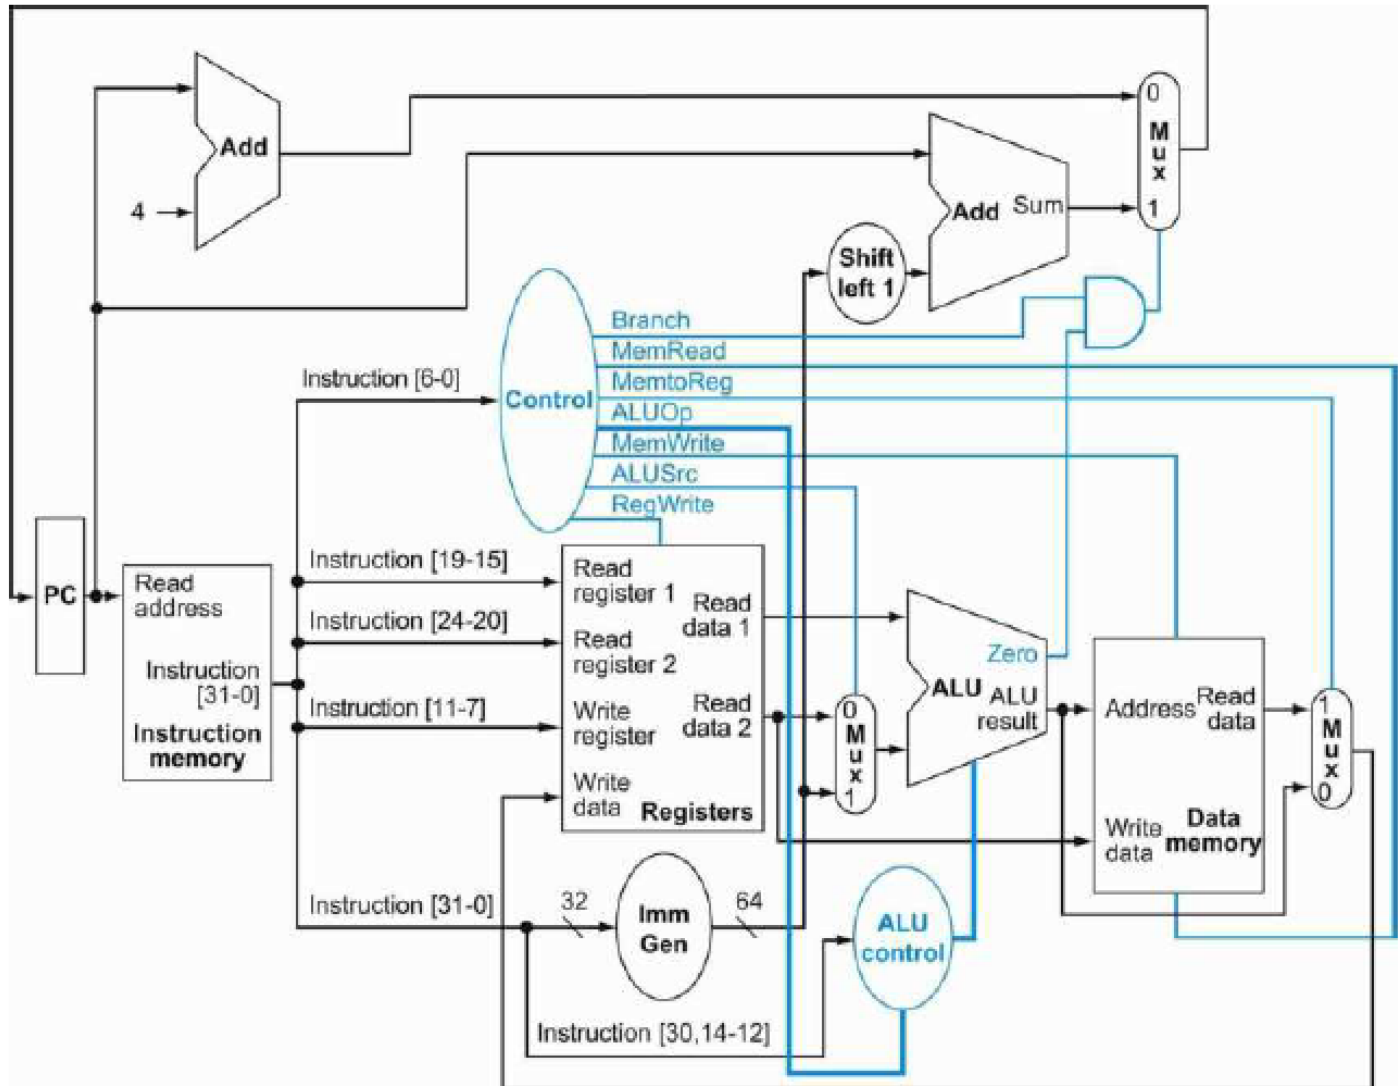 0
M
u
x
1
Add
4
Add Sum
Shift
left 1
Branch
MemRead
MemtoReg
ALUOp
MemWrite
ALUSrc
RegWrite
Control
Instruction [6-0]
Instruction [19-15]
Instruction [24-20]
Instruction [11-7]
Instruction [31-0]
PC
Read
address
Instruction
[31-0]
Instruction
memory
Read
register 1
Read
register 2
Write
register
Write
data
Read
data 1
Read
data 2
Registers
0
M
u
x
1
Zero
ALU
ALU
result
Address
Read
data
Write
data
Data
memory
1
M
u
x
0
32
Imm
Gen
64
ALU
control
Instruction [30,14-12]